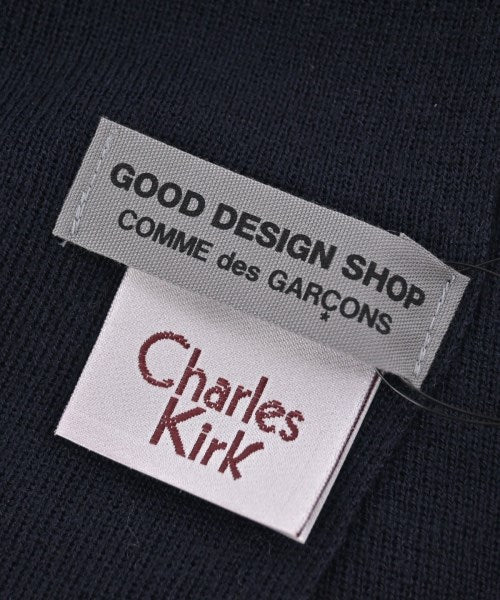 GOOD DESIGN SHOP
COMME des GARÇONS
Charles
Kirk